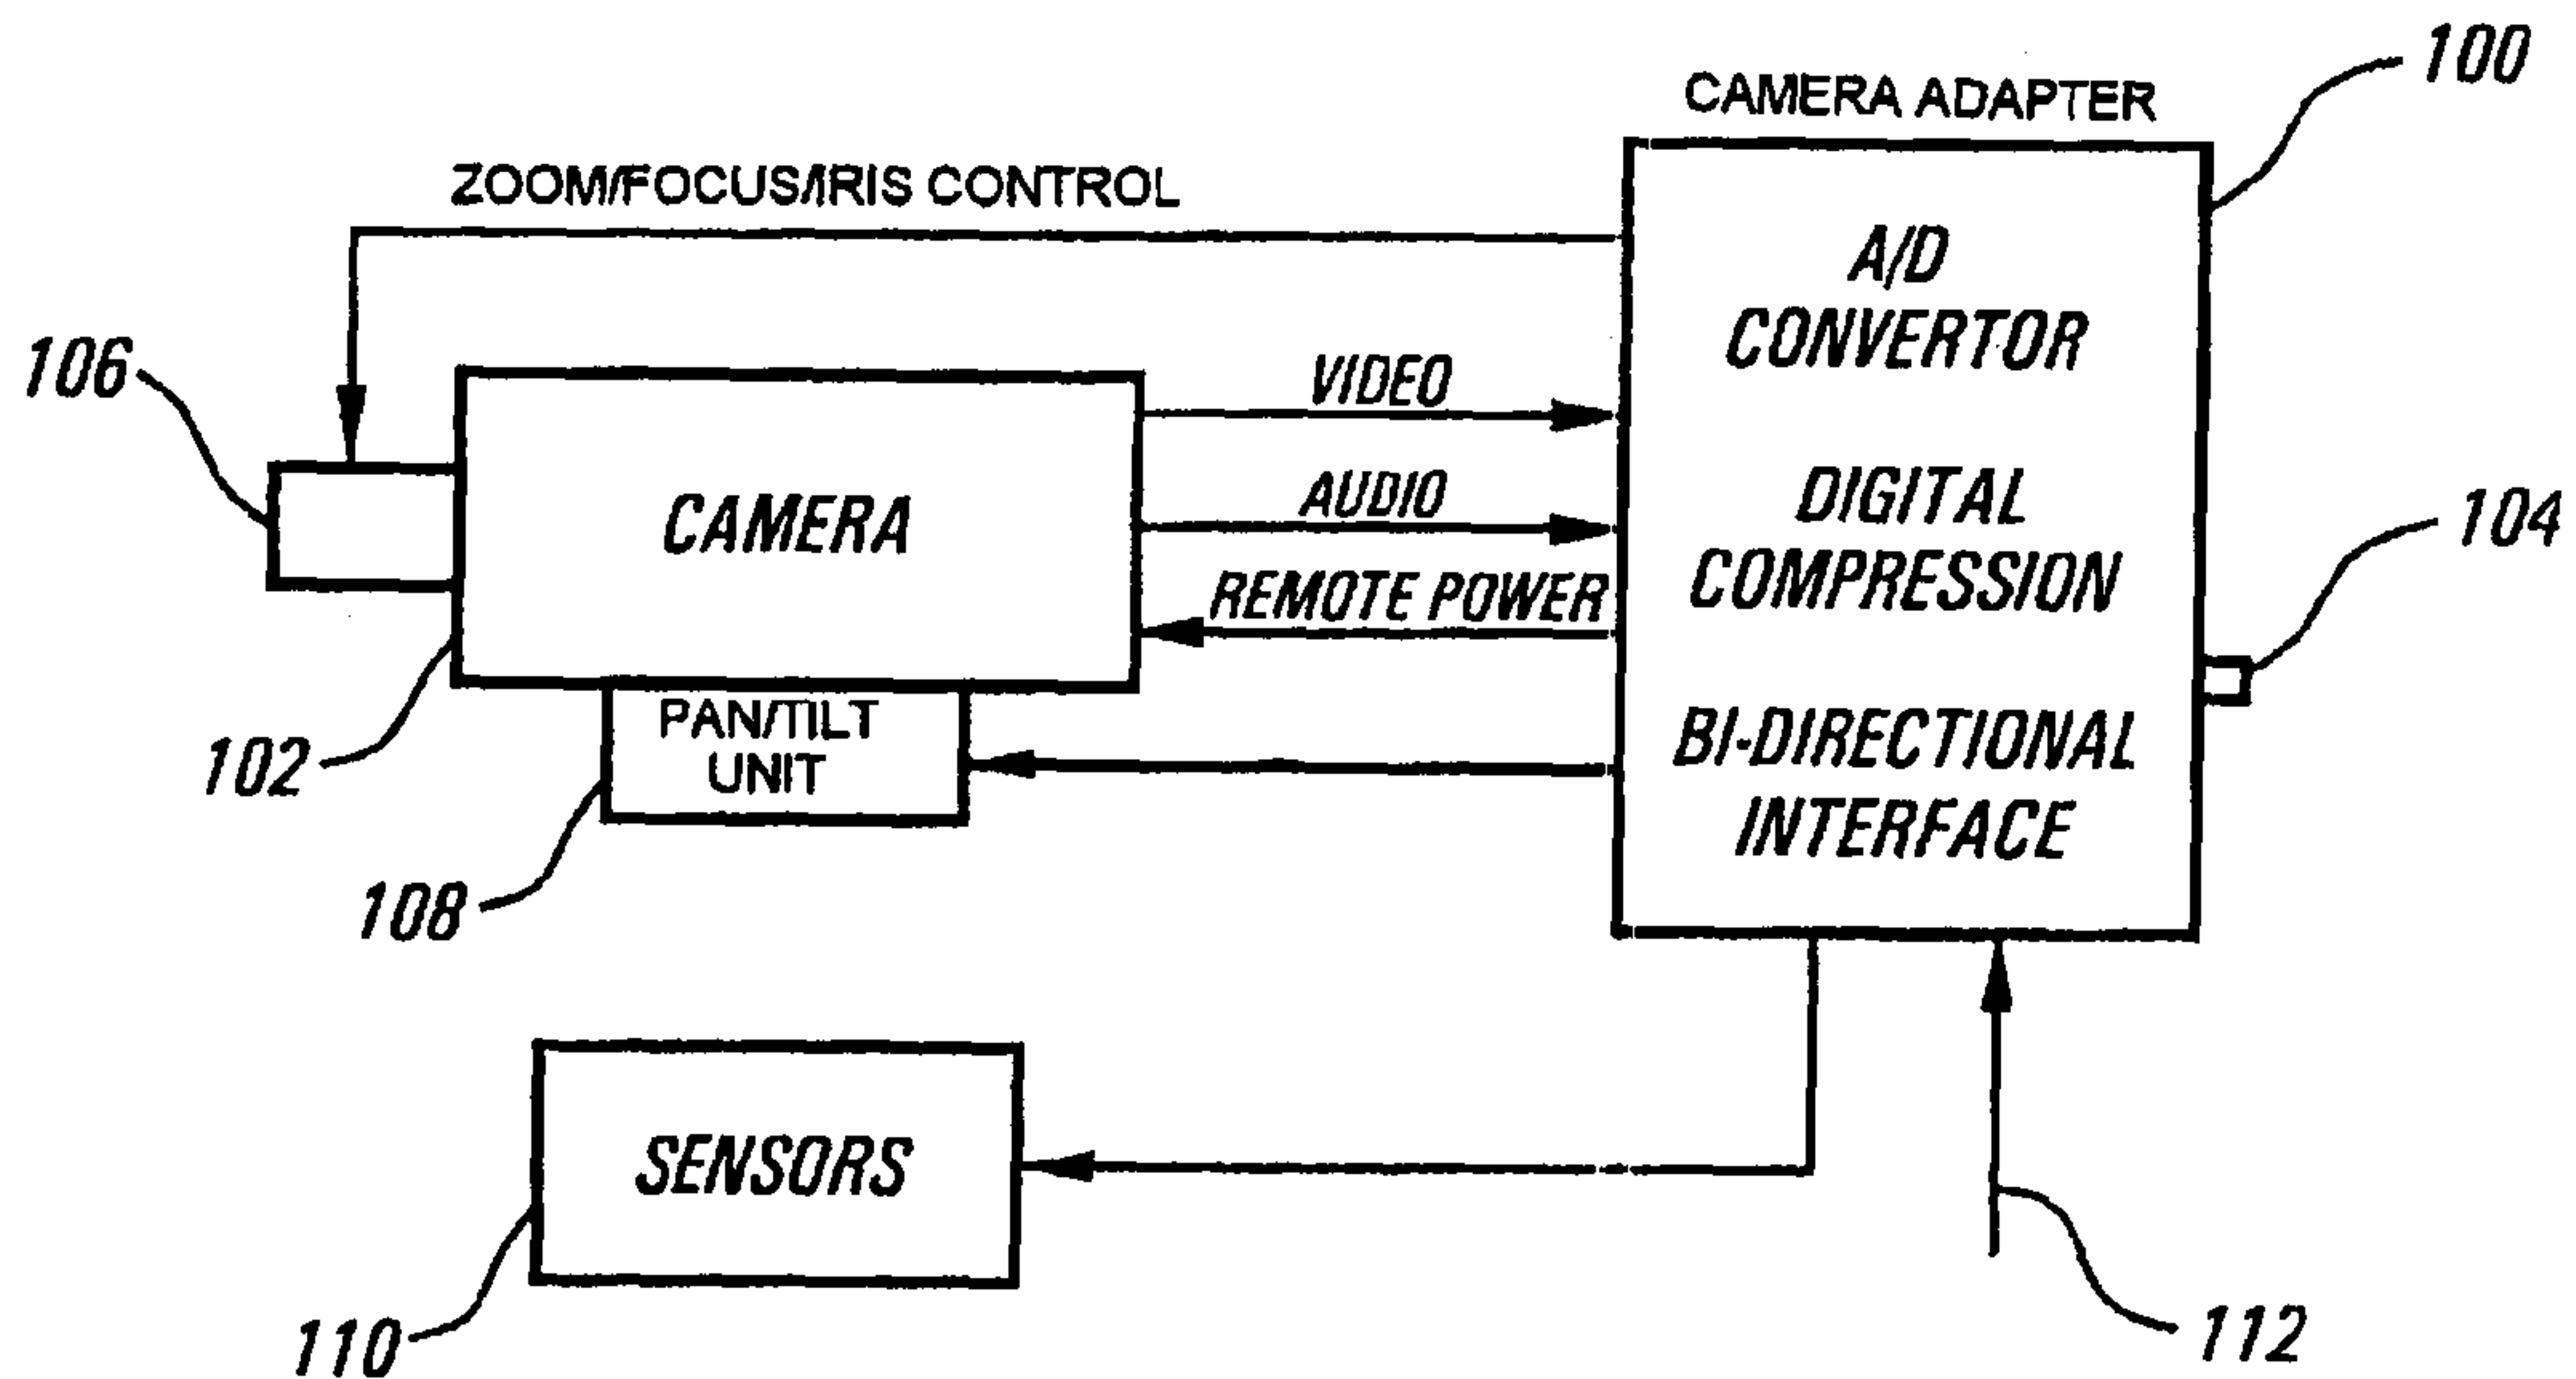 100
CAMERA ADAPTER
ZOOM/FOCUS/IRIS CONTROL
A/D
CONVERTOR
106
VIDEO
CAMERA
AUDIO
DIGITAL
COMPRESSION
104
REMOTE POWER
102
PAN/TILT
UNIT
BI-DIRECTIONAL
INTERFACE
108
SENSORS
110
112